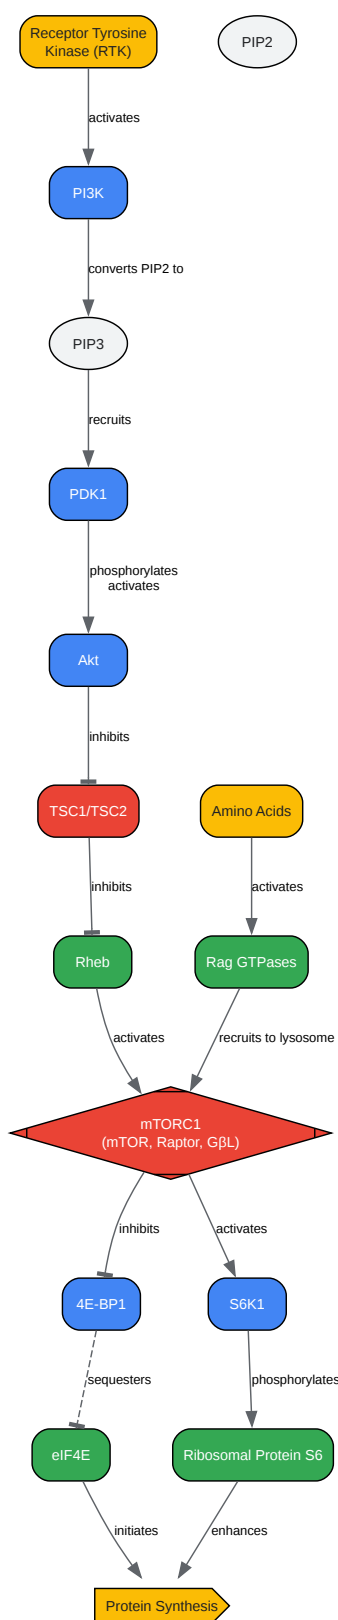 Receptor Tyrosine
Kinase (RTK)
PIP2
activates
PI3K
converts PIP2 to
PIP3
recruits
PDK1
phosphorylates
activates
Akt
inhibits
TSC1/TSC2
Amino Acids
inhibits
activates
Rheb
Rag GTPases
activates
recruits to lysosome
mTORC1
(mTOR, Raptor, GβL)
inhibits
activates
4E-BP1
S6K1
sequesters
phosphorylates
eIF4E
Ribosomal Protein S6
initiates
enhances
Protein Synthesis